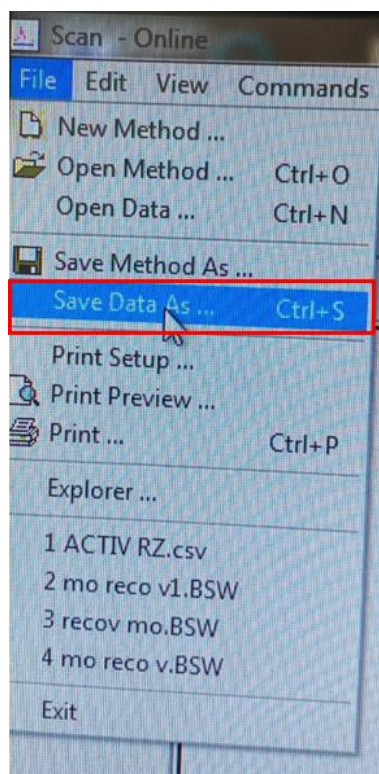 Scan - Online
File Edit View Commands
New Method ...
Open Method ... Ctrl+O
Open Data ... Ctrl+N
Save Method As ...
Save Data As ... Ctrl+S
Print Setup ...
Print Preview ...
Print ... Ctrl+P
Explorer ...
1 ACTIV RZ.csv
2 mo reco v1.BSW
3 recov mo.BSW
4 mo reco v.BSW
Exit